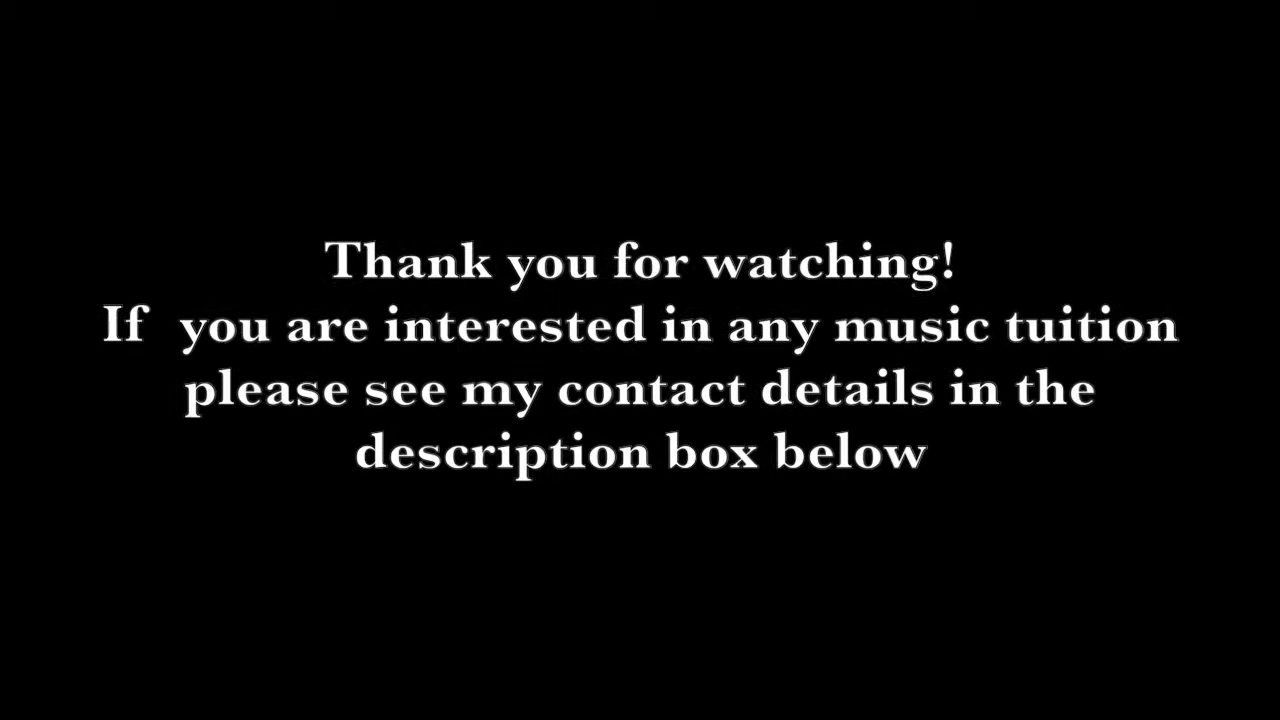 Thank you for watching!
If  you are interested in any music tuition
please see my contact details in the
description box below